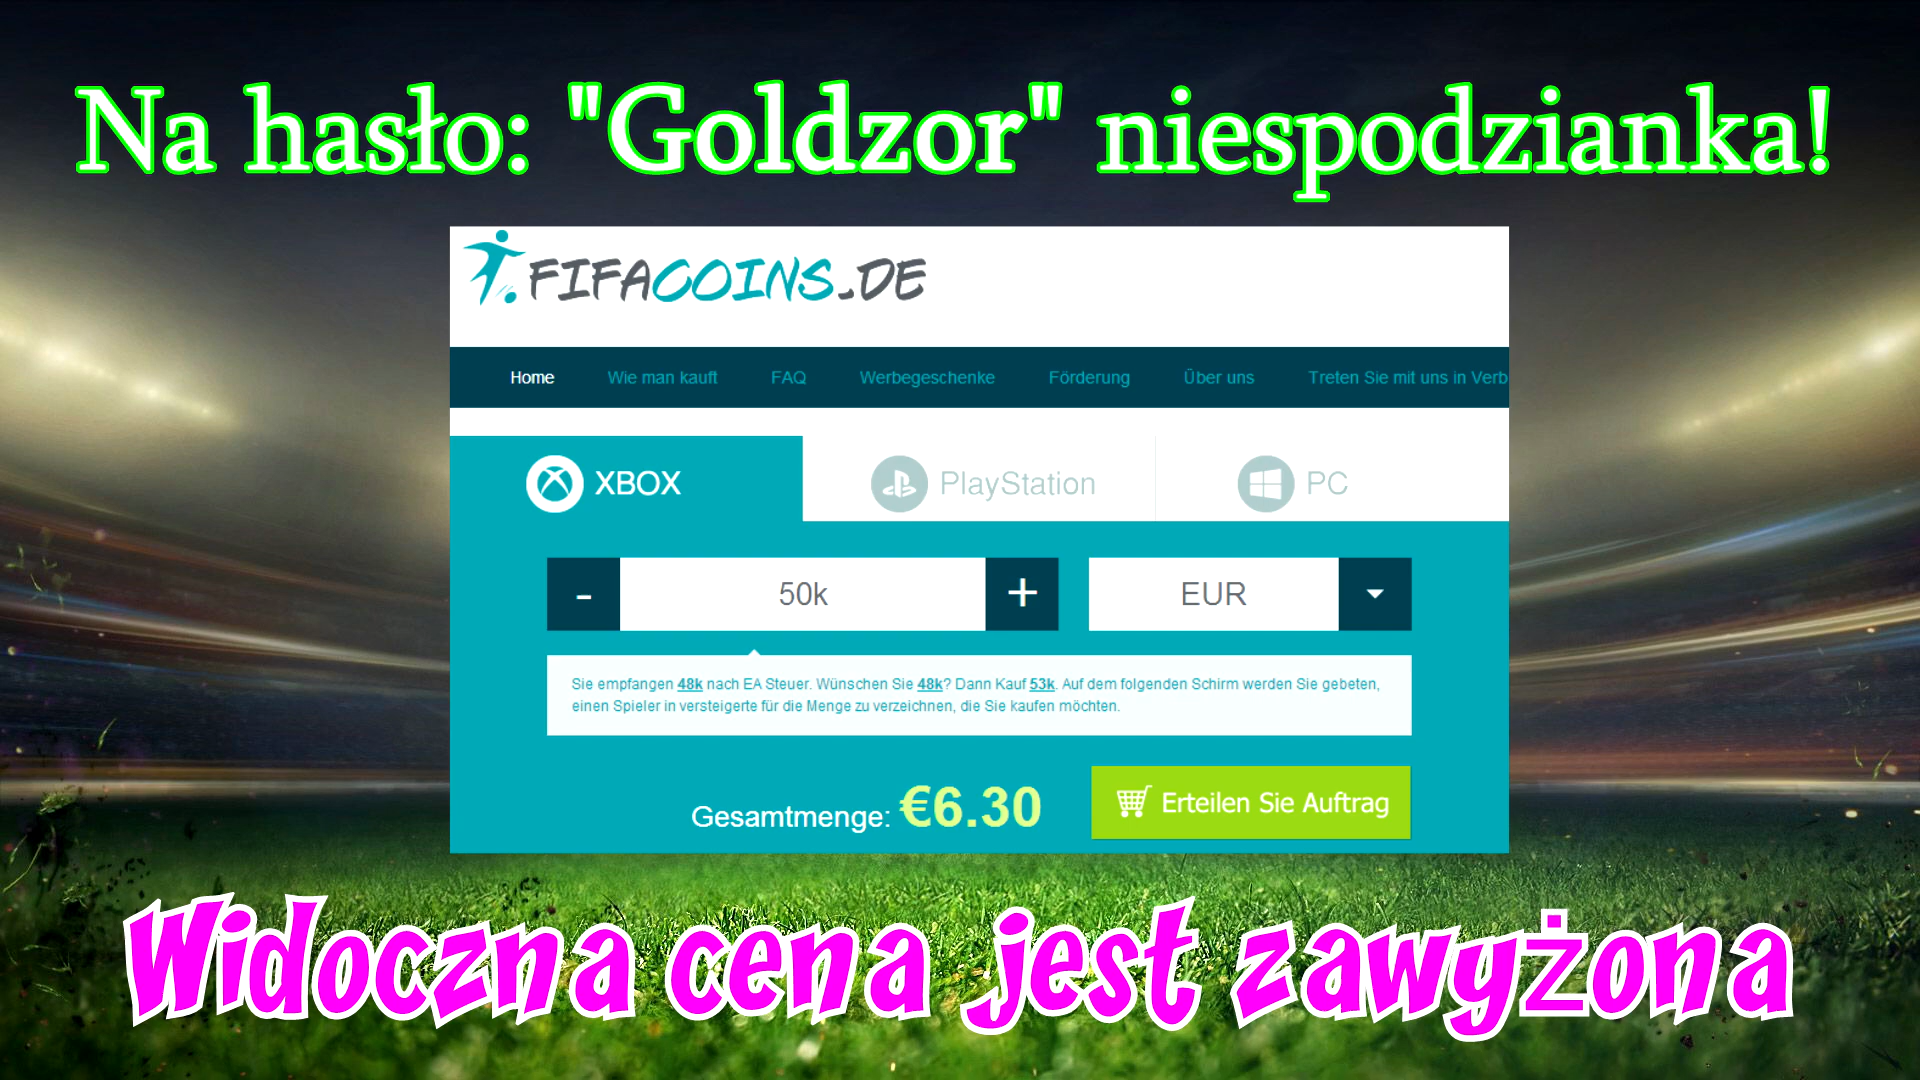 Na hasło: "Goldzor" niespodzianka!
FIFACOINS.DE
Home Wie man kauft FAQ Werbegeschenke Förderung Über uns Treten Sie mit uns in Verb
XBOX PlayStation PC
- 50k + EUR
Sie empfangen 48k nach EA Steuer. Wünschen Sie 48k? Dann Kauf 53k. Auf dem folgenden Schirm werden Sie gebeten,
einen Spieler in versteigerte für die Menge zu verzeichnen, die Sie kaufen möchten.
Gesamtmenge: €6.30 Erteilen Sie Auftrag
Widoczna cena jest zawyżona